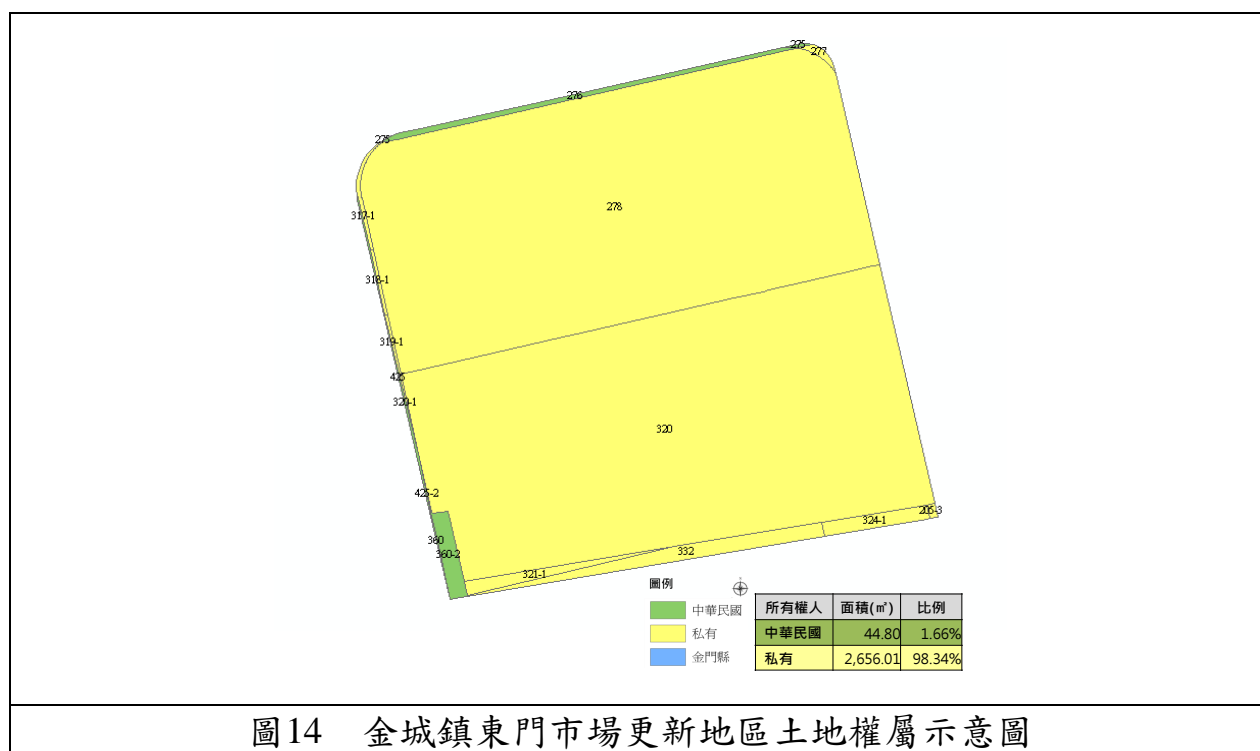 275
277
276
275
278
317-1
318-1
319-1
425
320-1
320
425-2
206-3
324-1
360
360-2
332
321-1
圖例
中華民國
私有
金門縣
所有權人 面積(㎡) 比例
中華民國 44.80 1.66%
私有 2,656.01 98.34%
圖14 金城鎮東門市場更新地區土地權屬示意圖